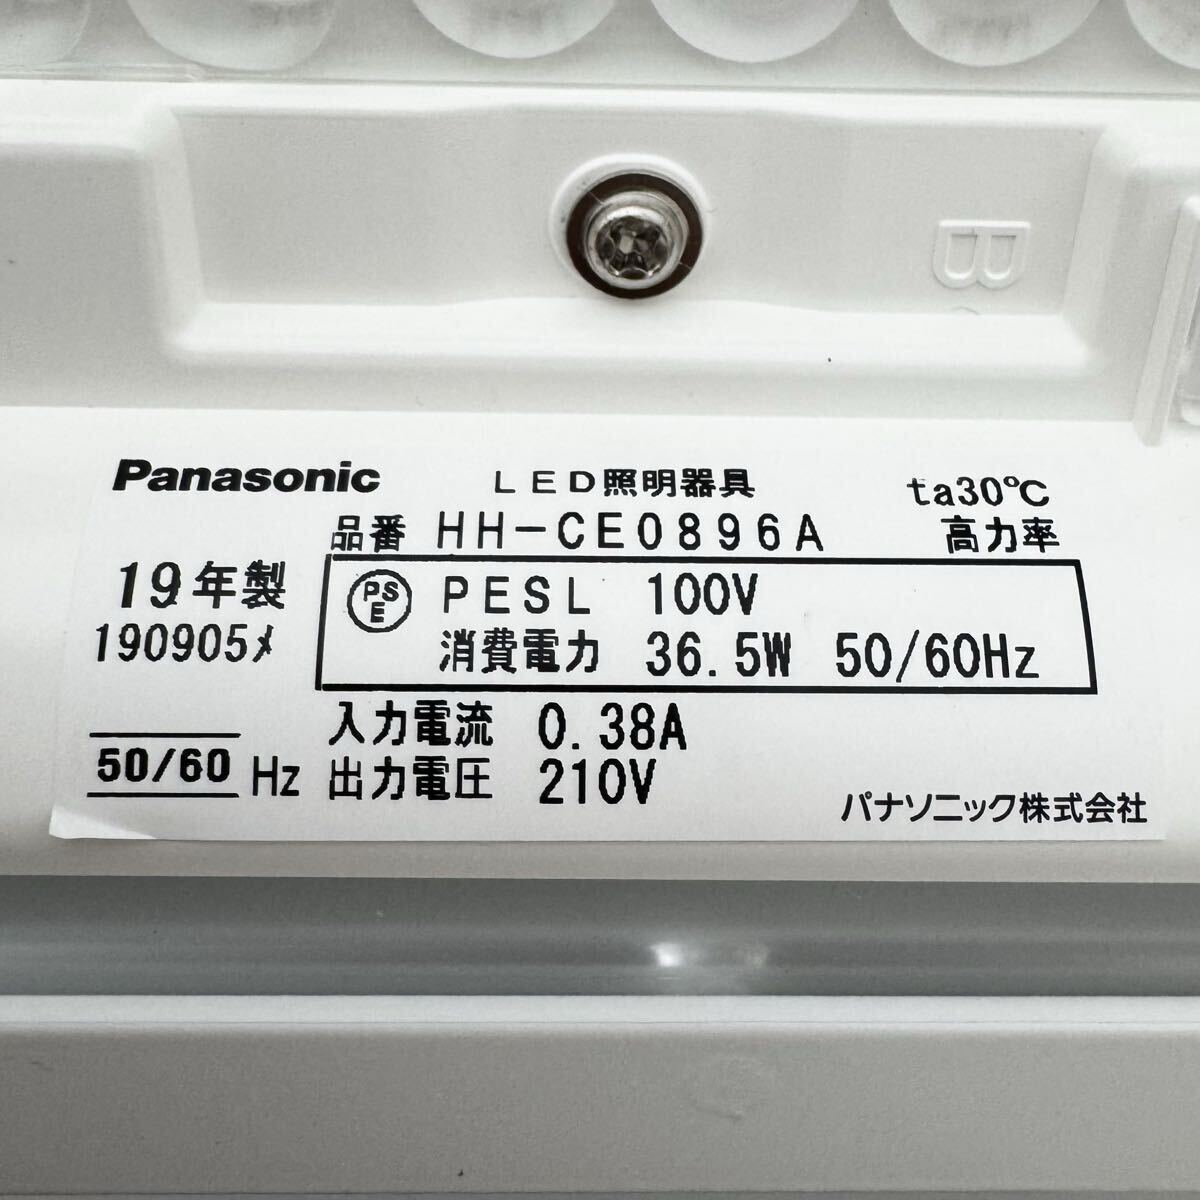 B
Panasonic LED照明器具 ta30℃
品番 HH-CE0896A 高力率
19年製
190905メ
PSE PESL 100V
消費電力 36.5W 50/60Hz
入力電流 0.38A
50/60 Hz 出力電圧 210V
パナソニック株式会社